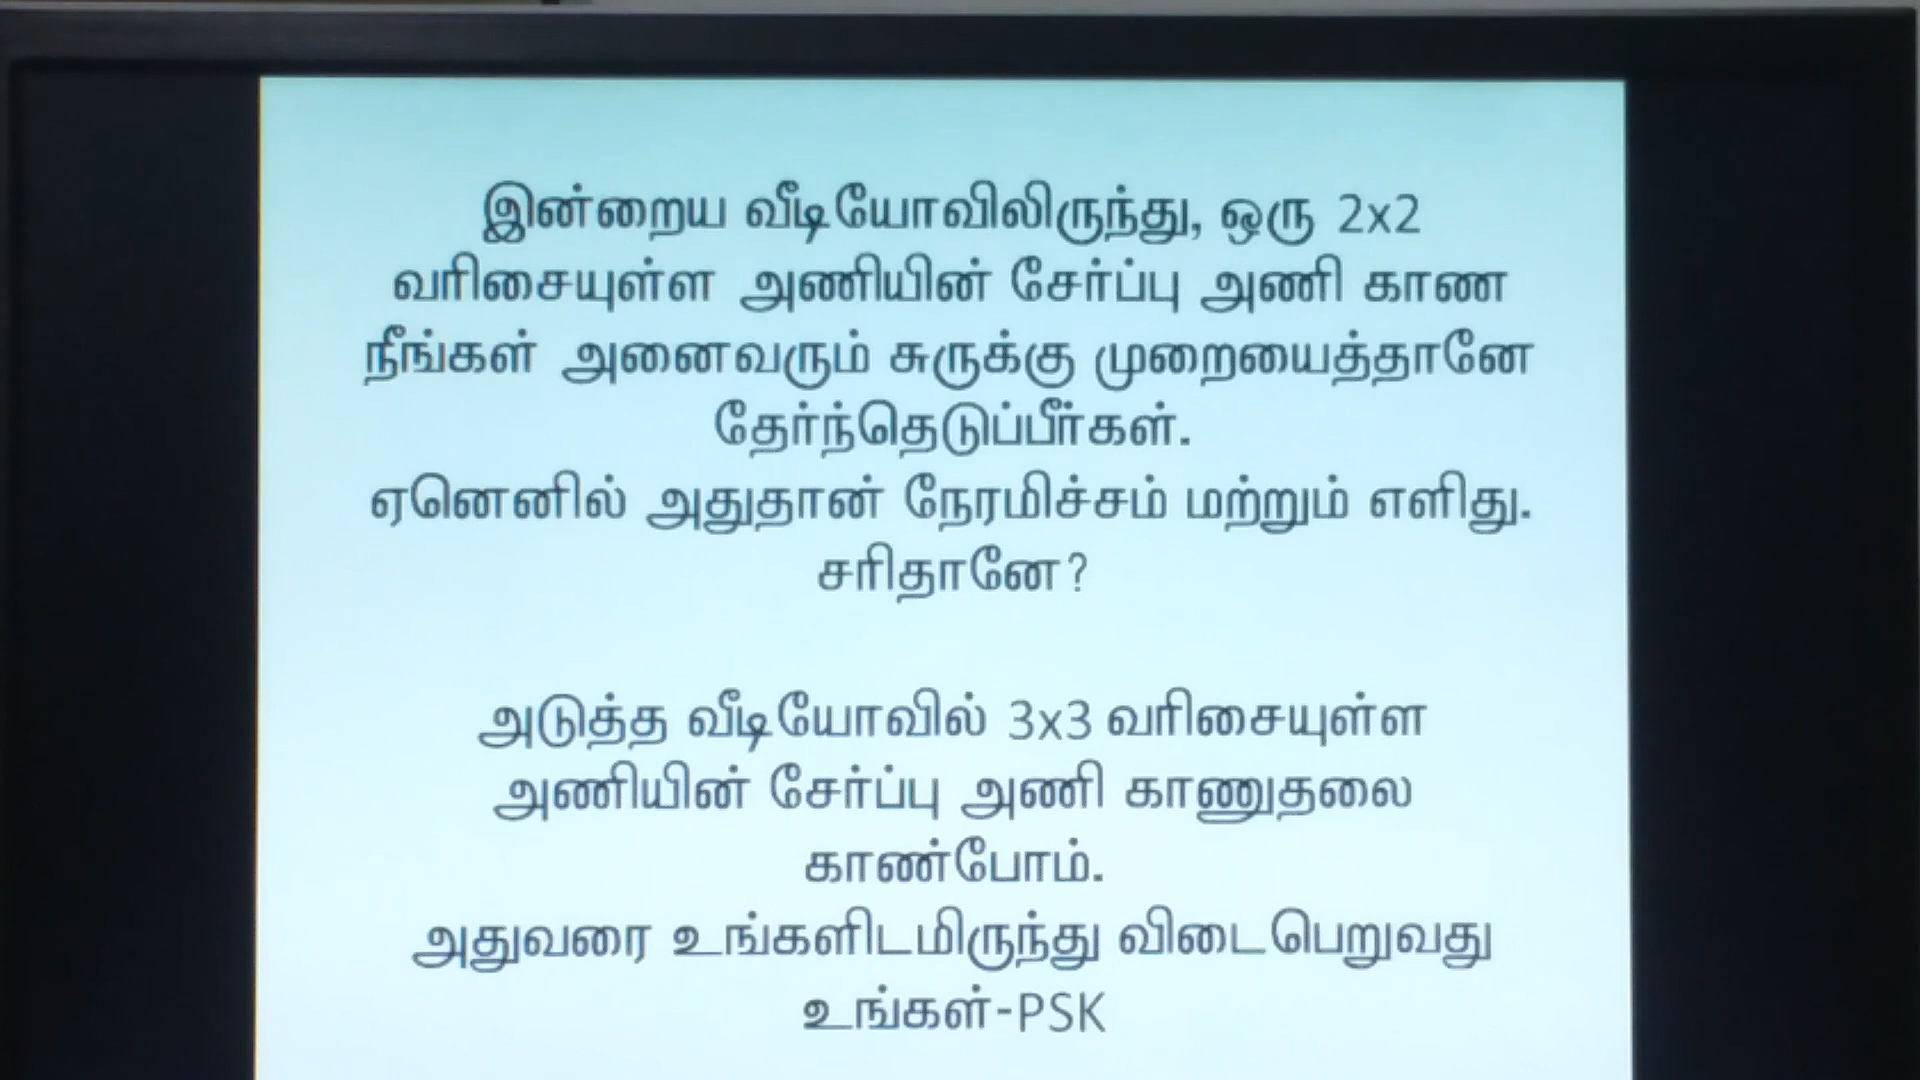 இன்றைய வீடியோவிலிருந்து, ஒரு 2x2
வரிசையுள்ள அணியின் சேர்ப்பு அணி காண
நீங்கள் அனைவரும் சுருக்கு முறையைத்தானே
தேர்ந்தெடுப்பீர்கள்.
ஏனெனில் அதுதான் நேரமிச்சம் மற்றும் எளிது.
சரிதானே?
அடுத்த வீடியோவில் 3x3 வரிசையுள்ள
அணியின் சேர்ப்பு அணி காணுதலை
காண்போம்.
அதுவரை உங்களிடமிருந்து விடைபெறுவது
உங்கள்-PSK